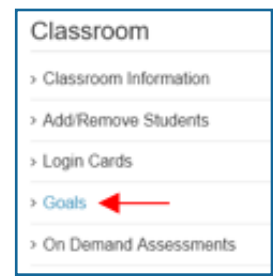 Classroom
› Classroom Information
› Add/Remove Students
› Login Cards
› Goals
› On Demand Assessments